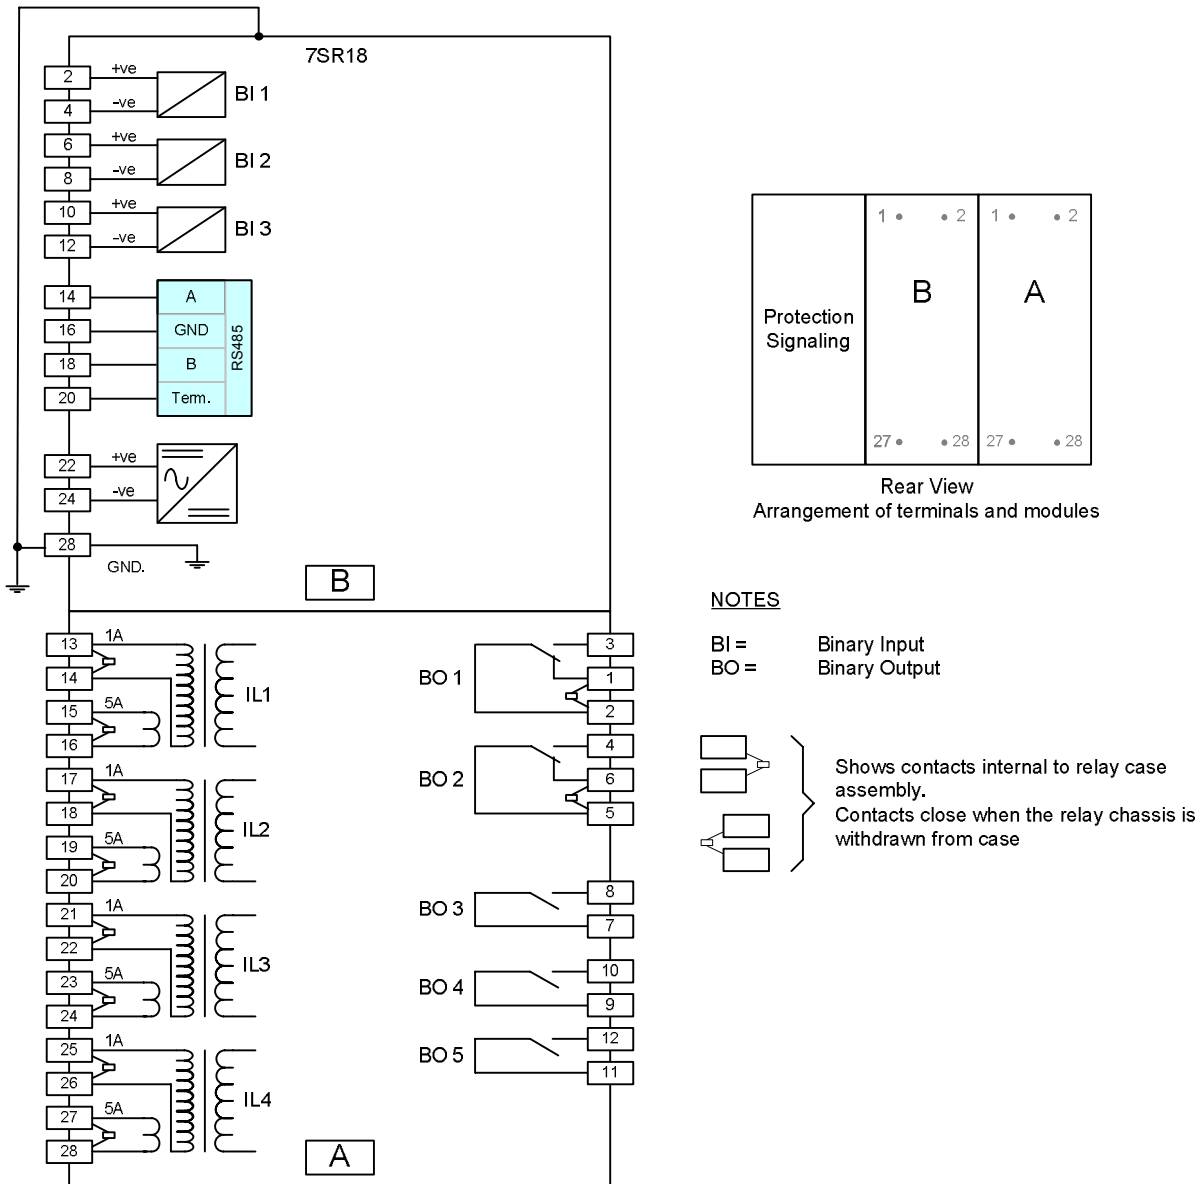 7SR18
2 +ve
4 -ve
BI 1
6 +ve
8 -ve
BI 2
10 +ve
12 -ve
BI 3
14 A
16 GND
18 B
20 Term.
RS485
22 +ve
24 -ve
28
GND.
B
13 1A
14
15 5A
16
IL1
17 1A
18
19 5A
20
IL2
21 1A
22
23 5A
24
IL3
25 1A
26
27 5A
28
IL4
A
BO 1
3
1
2
BO 2
4
6
5
BO 3
8
7
BO 4
10
9
BO 5
12
11
Protection
Signaling
1 2
B
27 28
1 2
A
27 28
Rear View
Arrangement of terminals and modules
NOTES
BI = Binary Input
BO = Binary Output
Shows contacts internal to relay case
assembly.
Contacts close when the relay chassis is
withdrawn from case